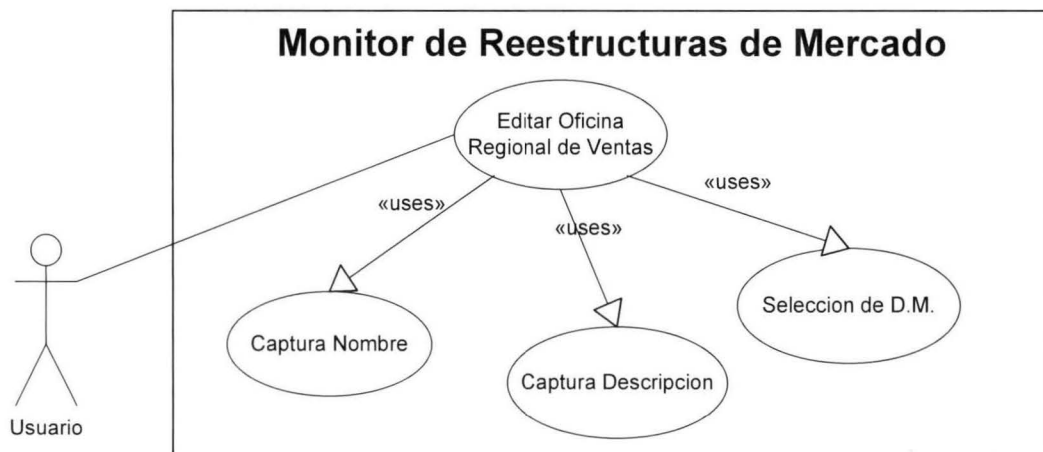 Monitor de Reestructuras de Mercado
Editar Oficina
Regional de Ventas
«uses»
«uses»
«uses»
Captura Nombre
Captura Descripcion
Seleccion de D.M.
Usuario